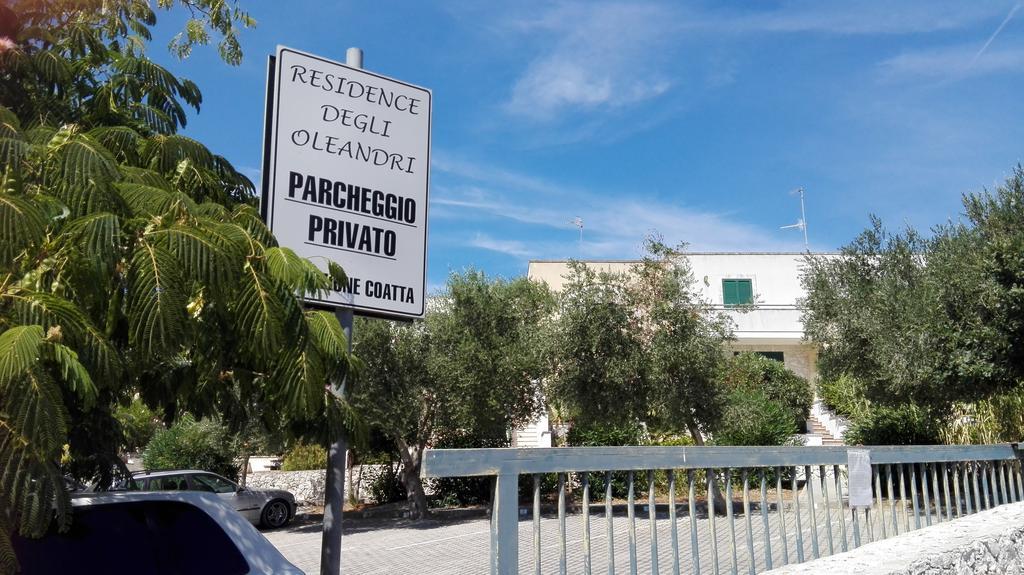 RESIDENCE
DEGLI
OLEANDRI
PARCHEGGIO
PRIVATO
COATTA